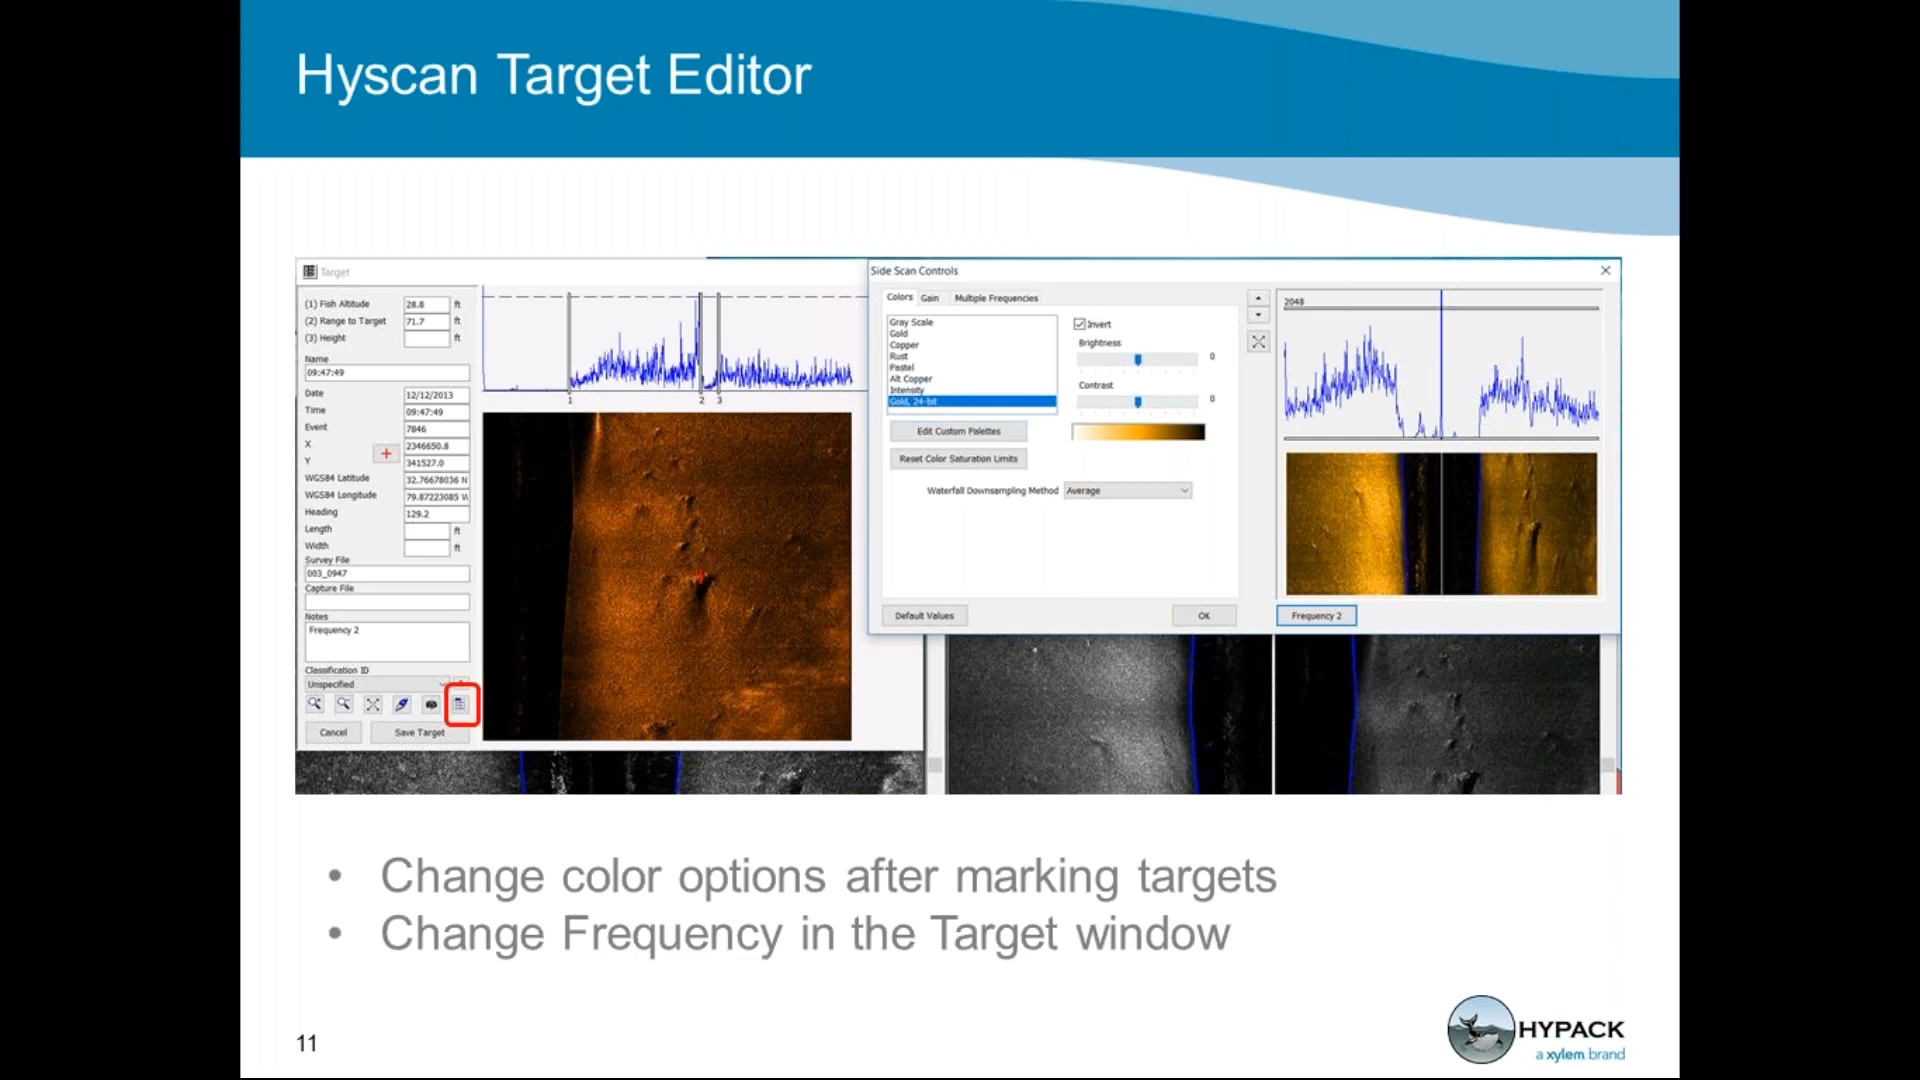 Hyscan Target Editor
Target
(1) Fish Altitude 28.8 ft
(2) Range to Target 71.7 ft
(3) Height ft
Name
09:47:49
Date 12/12/2013
Time 09:47:49
Event 7846
X 2346650.8
Y 341527.0
WGS84 Latitude 32.76678036 N
WGS84 Longitude 79.87223085 W
Heading 129.2
Length ft
Width ft
Survey File
003_0947
Capture File
Notes
Frequency 2
Classification ID
Unspecified
Cancel Save Target
1 2 3
Side Scan Controls
Colors Gain Multiple Frequencies
Gray Scale
Gold
Copper
Rust
Pastel
Alt Copper
Intensity
Gold, 24-bit
Invert
Brightness
0
Contrast
0
Edit Custom Palettes
Reset Color Saturation Limits
Waterfall Downsampling Method Average
Default Values OK
2048
Frequency 2
• Change color options after marking targets
• Change Frequency in the Target window
11
HYPACK
a xylem brand